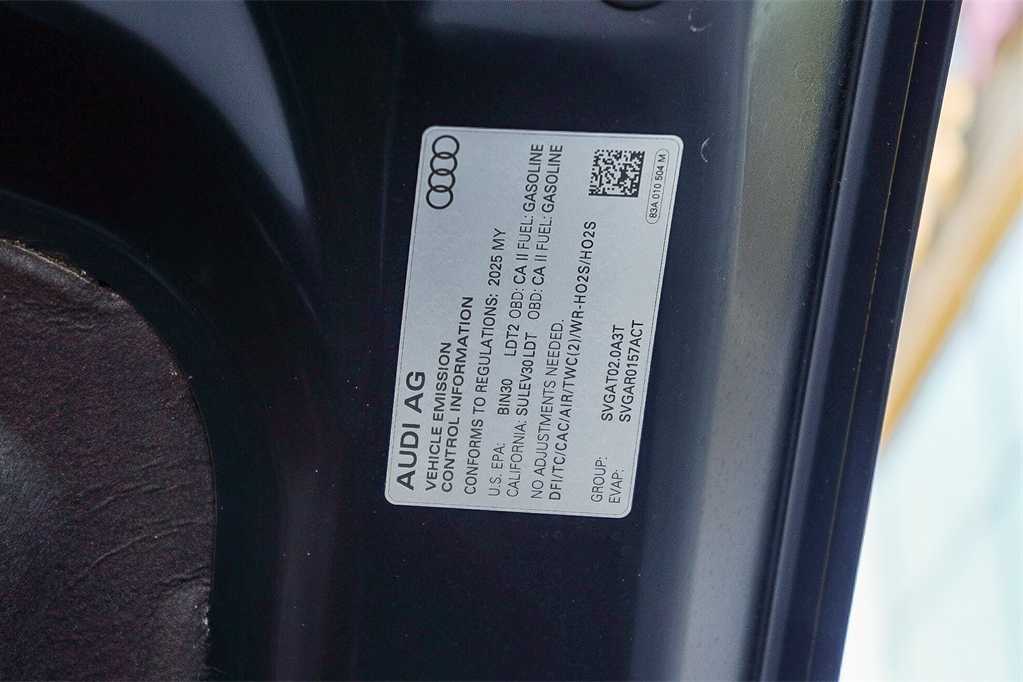 AUDI AG
VEHICLE EMISSION
CONTROL INFORMATION
CONFORMS TO REGULATIONS: 2025 MY
U.S. EPA: BIN30 LDT2 OBD: CA II FUEL: GASOLINE
CALIFORNIA: SULEV30 LDT OBD: CA II FUEL: GASOLINE
NO ADJUSTMENTS NEEDED.
DFI/TC/CAC/AIR/TWC(2)/WR-HO2S/HO2S
GROUP: SVGAT02.0A3T
EVAP: SVGAR0157ACT
83A 010 504 M